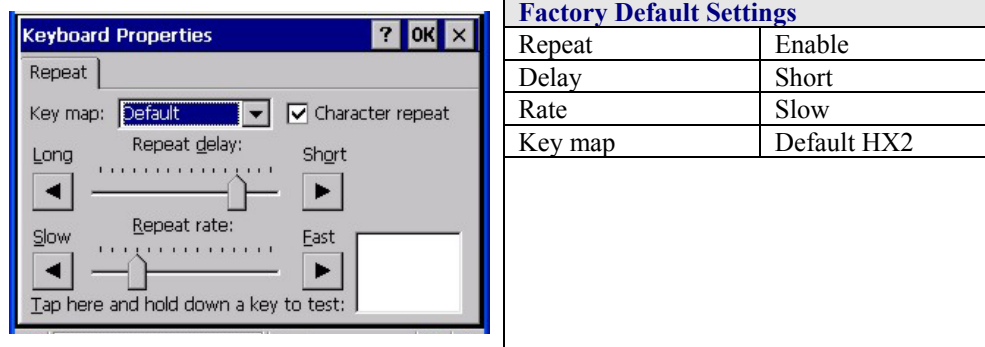 Keyboard Properties ? OK ×
Repeat
Key map: Default Character repeat
Repeat delay:
Long Short
Repeat rate:
Slow Fast
Tap here and hold down a key to test:
Factory Default Settings
Repeat Enable
Delay Short
Rate Slow
Key map Default HX2